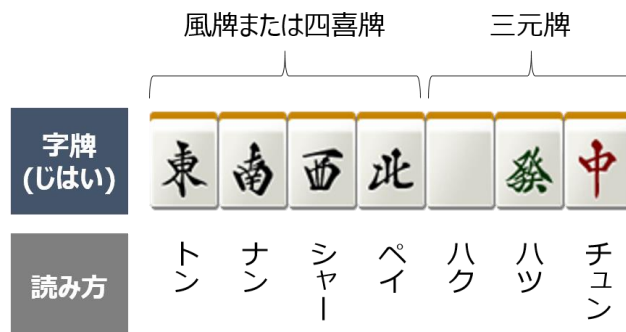 風牌または四喜牌
三元牌
字牌
(じはい)
東 南 西 北 發 中
読み方
トン
ナン
シャー
ペイ
ハク
ハツ
チュン